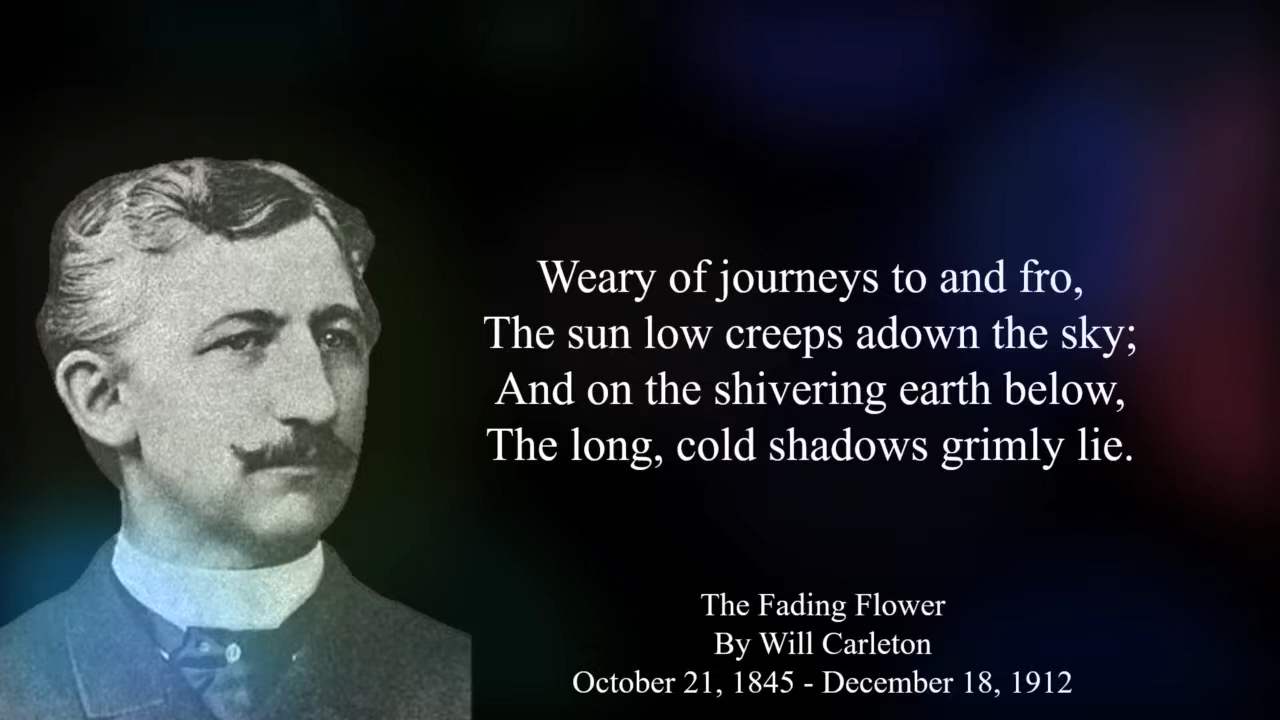 Weary of journeys to and fro,
The sun low creeps adown the sky;
And on the shivering earth below,
The long, cold shadows grimly lie.
The Fading Flower
By Will Carleton
October 21, 1845 - December 18, 1912